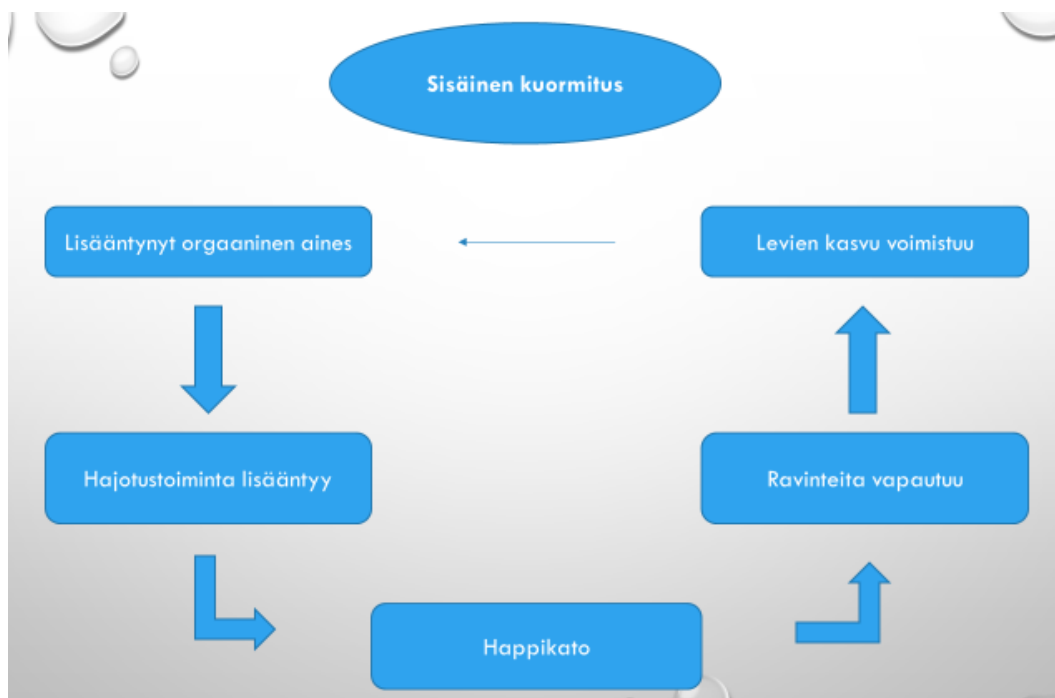 Sisäinen kuormitus
Lisääntynyt orgaaninen aines
Levien kasvu voimistuu
Hajotustoiminta lisääntyy
Ravinteita vapautuu
Happikato